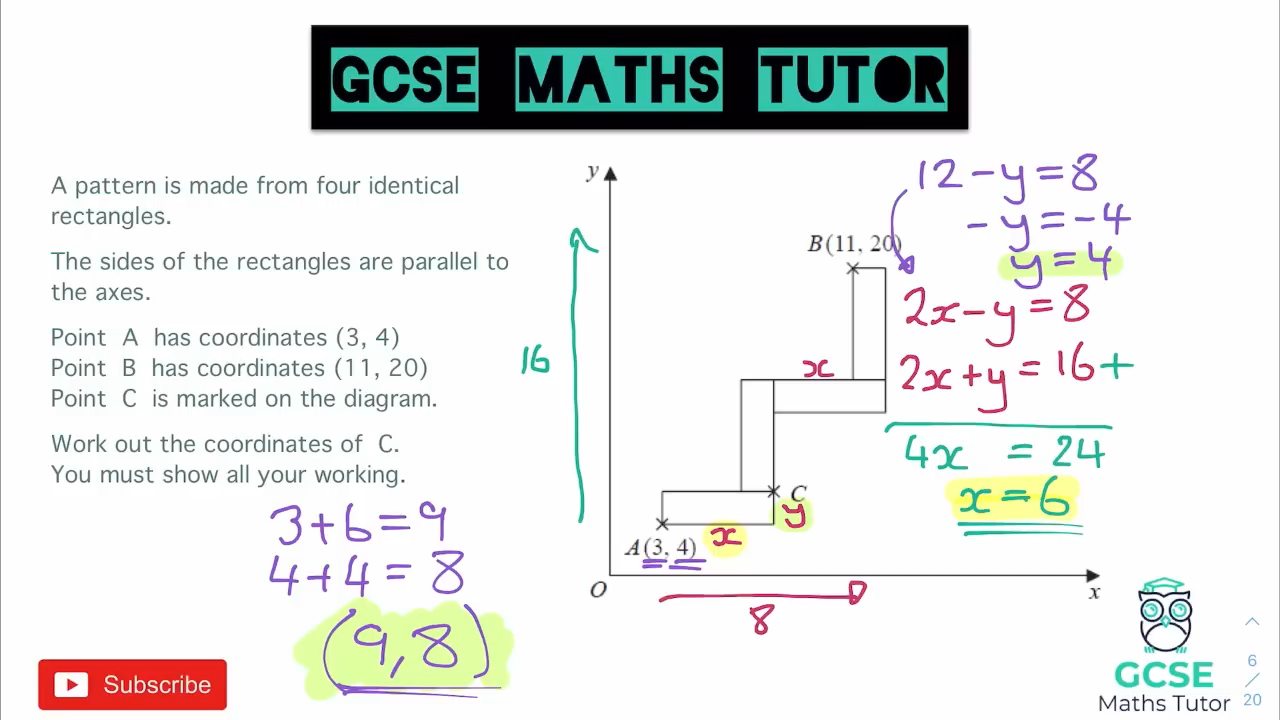 GCSE MATHS TUTOR
A pattern is made from four identical
rectangles.
The sides of the rectangles are parallel to
the axes.
Point A has coordinates (3, 4)
Point B has coordinates (11, 20)
Point C is marked on the diagram.
Work out the coordinates of C.
You must show all your working.
3+6=9
4+4=8
(9,8)
Subscribe
y
16
B(11, 20)
x
C
y
A(3, 4)
x
O
x
8
12-y=8
-y=-4
y=4
2x-y=8
2x+y=16+
4x =24
x=6
GCSE
Maths Tutor
6
/
20